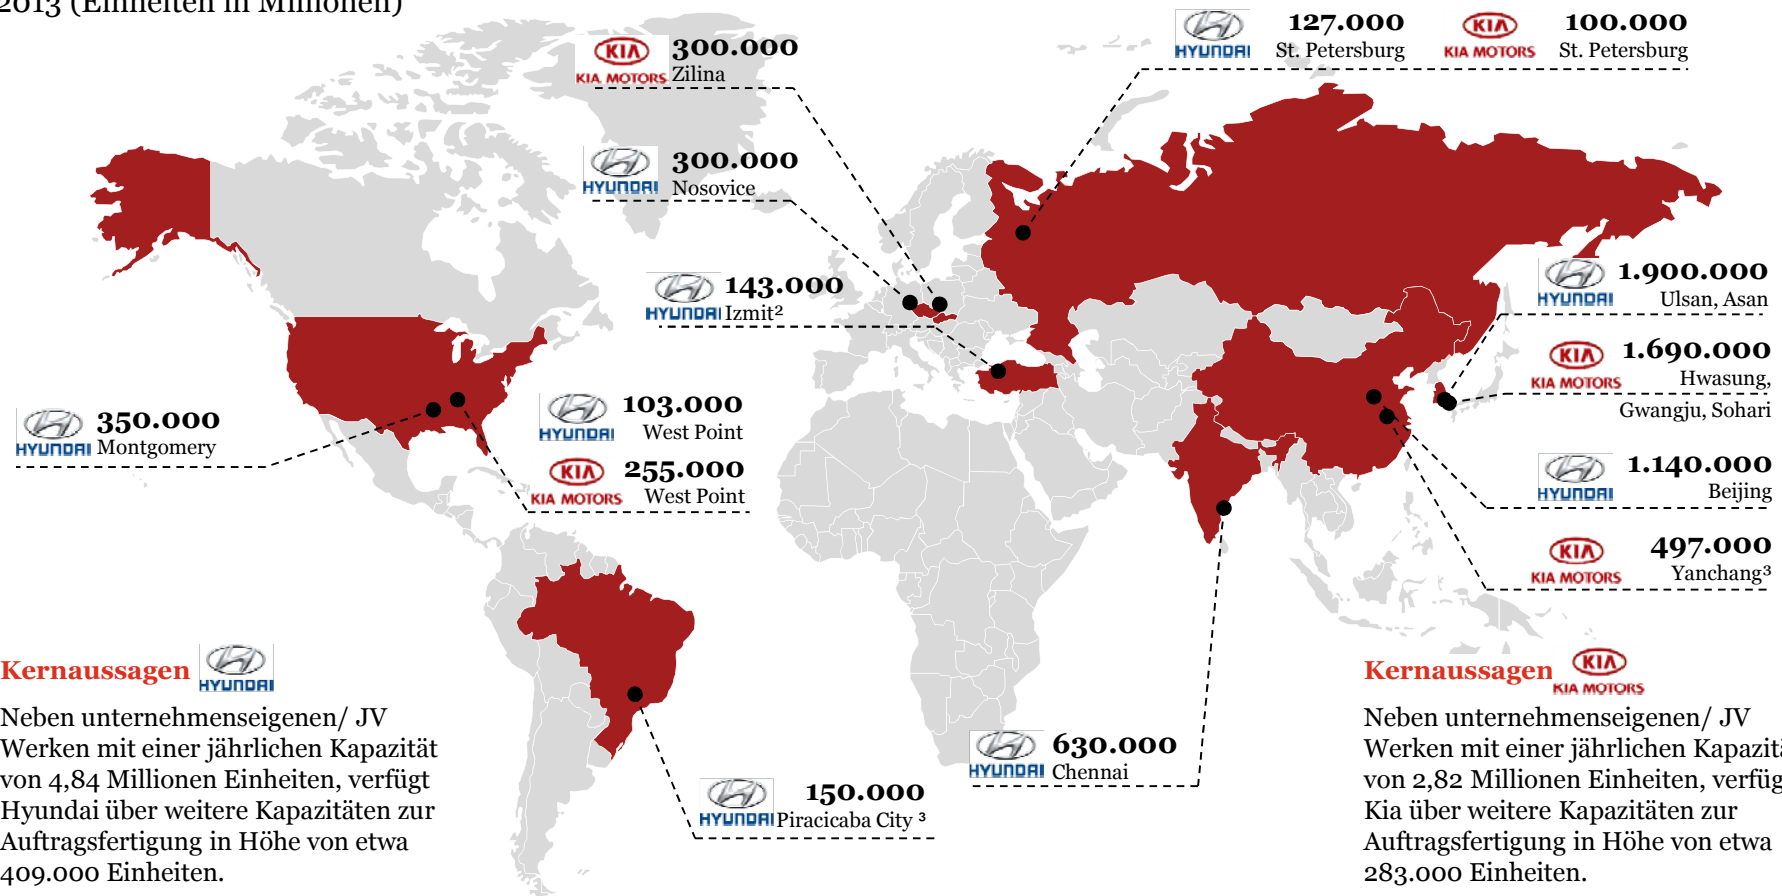 2013 (Einheiten in Millionen)
KIA
KIA MOTORS
300.000
Zilina
HYUNDAI
127.000
St. Petersburg
KIA
KIA MOTORS
100.000
St. Petersburg
HYUNDAI
300.000
Nosovice
HYUNDAI
143.000
Izmit²
HYUNDAI
1.900.000
Ulsan, Asan
KIA
KIA MOTORS
1.690.000
Hwasung,
Gwangju, Sohari
HYUNDAI
350.000
Montgomery
HYUNDAI
103.000
West Point
KIA
KIA MOTORS
255.000
West Point
HYUNDAI
1.140.000
Beijing
KIA
KIA MOTORS
497.000
Yanchang³
HYUNDAI
630.000
Chennai
HYUNDAI
150.000
Piracicaba City ³
Kernaussagen HYUNDAI
Neben unternehmenseigenen/ JV
Werken mit einer jährlichen Kapazität
von 4,84 Millionen Einheiten, verfügt
Hyundai über weitere Kapazitäten zur
Auftragsfertigung in Höhe von etwa
409.000 Einheiten.
Kernaussagen KIA
KIA MOTORS
Neben unternehmenseigenen/ JV
Werken mit einer jährlichen Kapazitä
von 2,82 Millionen Einheiten, verfüg
Kia über weitere Kapazitäten zur
Auftragsfertigung in Höhe von etwa
283.000 Einheiten.